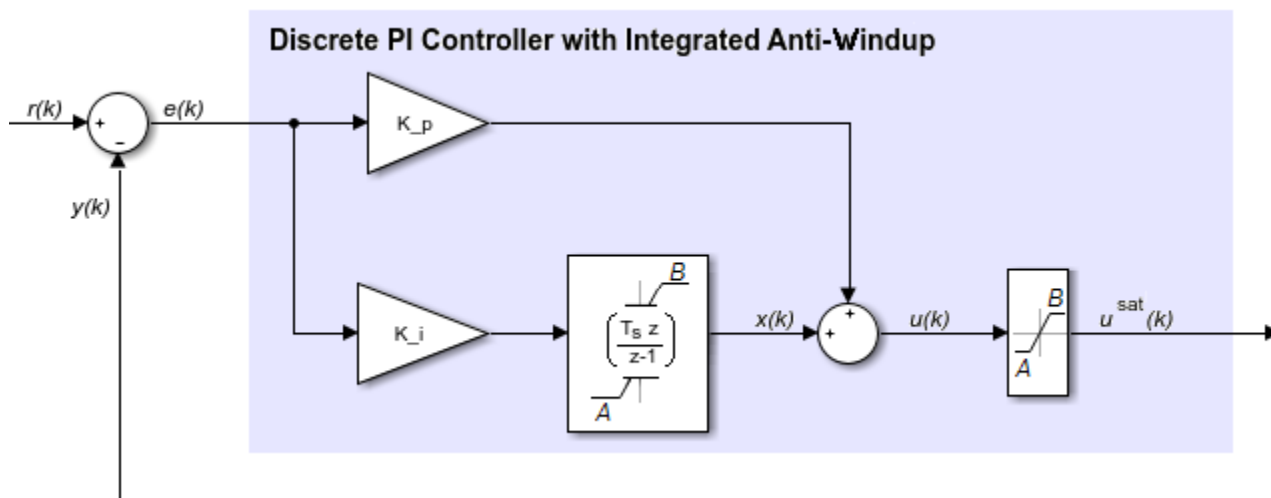 Discrete PI Controller with Integrated Anti-Windup
r(k)
+
-
e(k)
y(k)
K_p
K_i
B
T_s z
z-1
A
x(k)
+
+
u(k)
B
A
u^sat(k)